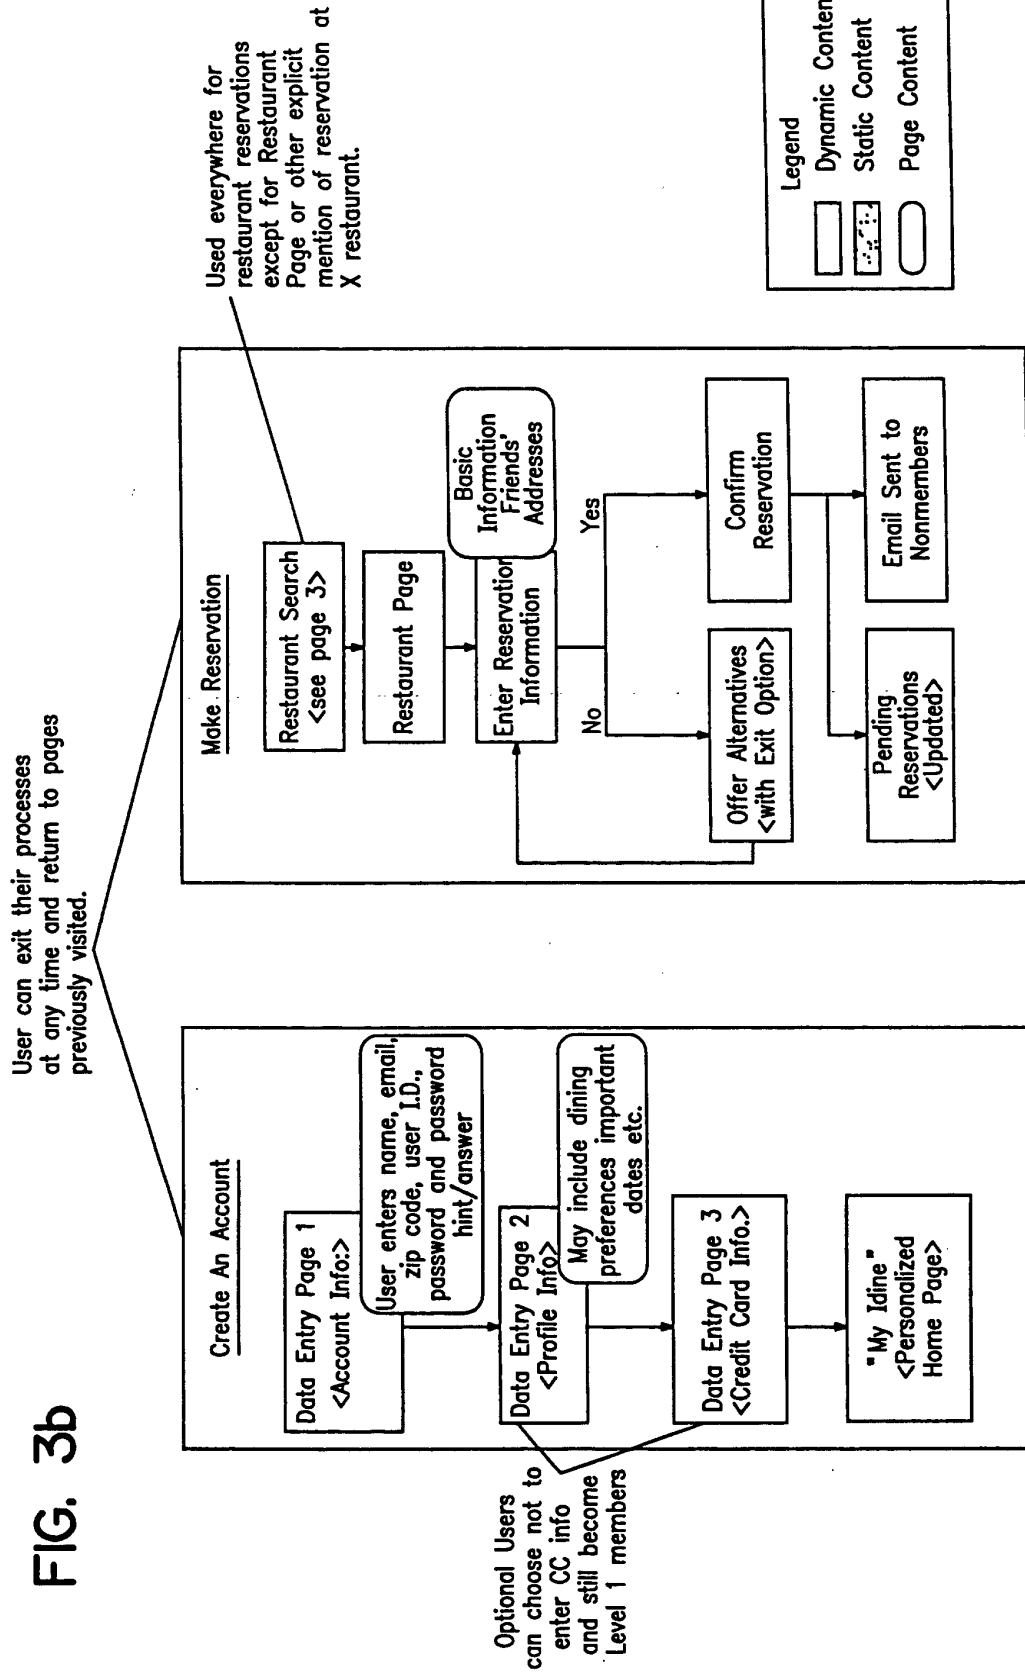 FIG. 3b
User can exit their processes
at any time and return to pages
previously visited.
Create An Account
Data Entry Page 1
<Account Info:>
User enters name, email,
zip code, user I.D.,
password and password
hint/answer
Data Entry Page 2
<Profile Info>
May include dining
preferences important
dates etc.
Data Entry Page 3
<Credit Card Info.>
"My Idine"
<Personalized
Home Page>
Optional Users
can choose not to
enter CC info
and still become
Level 1 members
Make Reservation
Restaurant Search
<see page 3>
Restaurant Page
Enter Reservation
Information
Basic
Information
Friends'
Addresses
No
Yes
Offer Alternatives
<with Exit Option>
Confirm
Reservation
Pending
Reservations
<Updated>
Email Sent to
Nonmembers
Used everywhere for
restaurant reservations
except for Restaurant
Page or other explicit
mention of reservation at
X restaurant.
Legend
Dynamic Conten
Static Content
Page Content